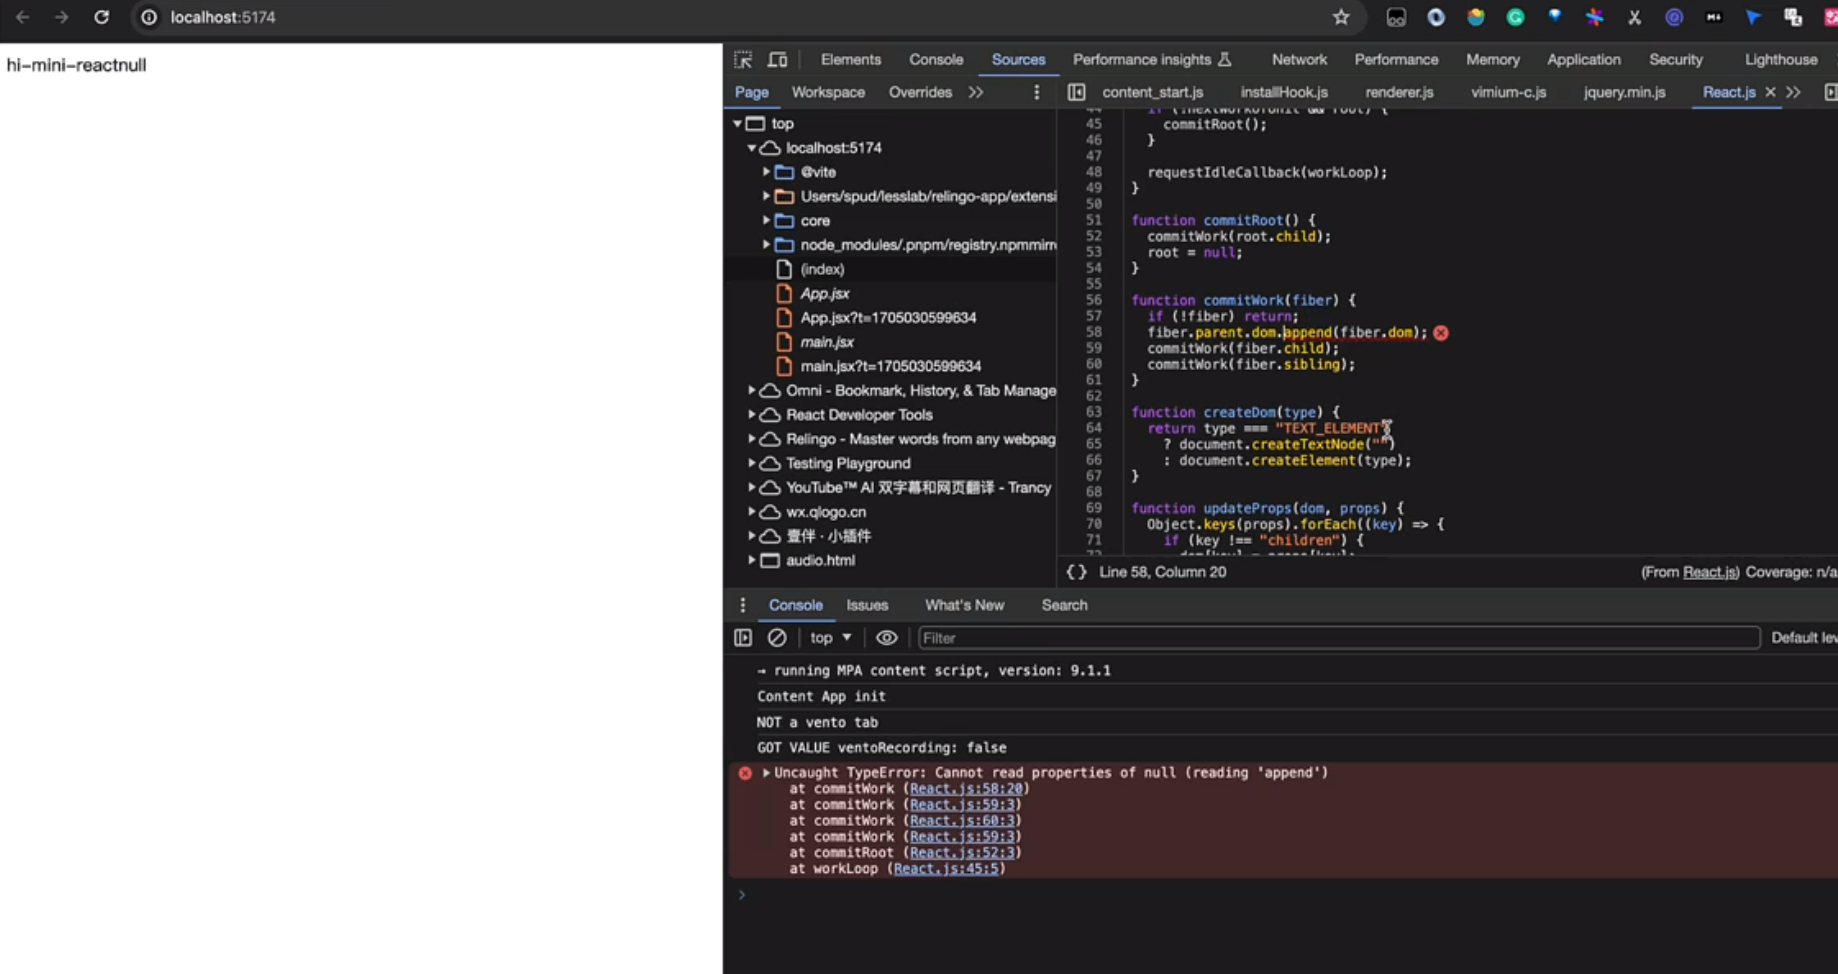 localhost:5174
hi-mini-reactnull
Elements Console Sources Performance insights Network Performance Memory Application Security Lighthouse
Page Workspace Overrides
content_start.js installHook.js renderer.js vimium-c.js jquery.min.js React.js
top
localhost:5174
@vite
Users/spud/lesslab/relingo-app/extensi
core
node_modules/.pnpm/registry.npmmirr
(index)
App.jsx
App.jsx?t=1705030599634
main.jsx
main.jsx?t=1705030599634
Omni - Bookmark, History, & Tab Manage
React Developer Tools
Relingo - Master words from any webpag
Testing Playground
YouTube™ AI 双字幕和网页翻译 - Trancy
wx.qlogo.cn
壹伴 · 小插件
audio.html
44 if (!nextWorkOfUnit && root) {
45 commitRoot();
46 }
47
48 requestIdleCallback(workLoop);
49 }
50
51 function commitRoot() {
52 commitWork(root.child);
53 root = null;
54 }
55
56 function commitWork(fiber) {
57 if (!fiber) return;
58 fiber.parent.dom.append(fiber.dom);
59 commitWork(fiber.child);
60 commitWork(fiber.sibling);
61 }
62
63 function createDom(type) {
64 return type === "TEXT_ELEMENT"
65 ? document.createTextNode("")
66 : document.createElement(type);
67 }
68
69 function updateProps(dom, props) {
70 Object.keys(props).forEach((key) => {
71 if (key !== "children") {
72 dom[key] = props[key];
{} Line 58, Column 20 (From React.js) Coverage: n/a
Console Issues What's New Search
top Filter Default lev
→ running MPA content script, version: 9.1.1
Content App init
NOT a vento tab
GOT VALUE ventoRecording: false
Uncaught TypeError: Cannot read properties of null (reading 'append')
at commitWork (React.js:58:20)
at commitWork (React.js:59:3)
at commitWork (React.js:60:3)
at commitWork (React.js:59:3)
at commitRoot (React.js:52:3)
at workLoop (React.js:45:5)